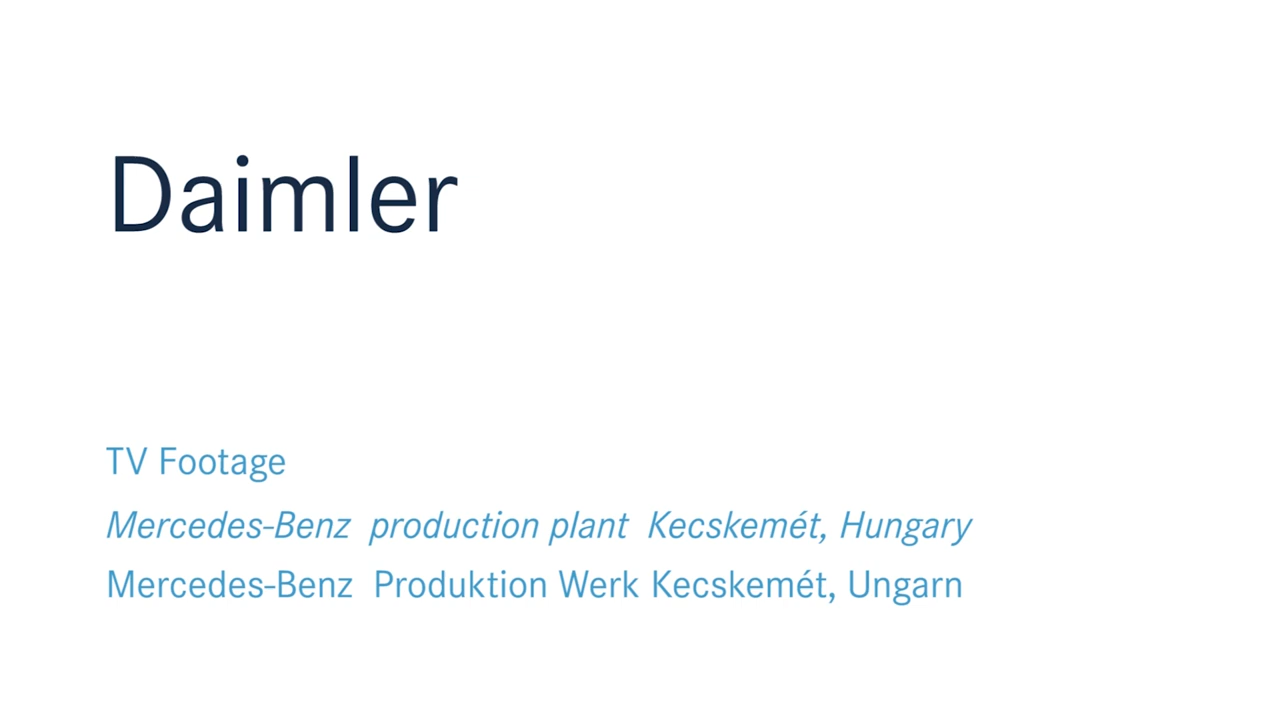 Daimler
TV Footage
Mercedes-Benz production plant Kecskemét, Hungary
Mercedes-Benz Produktion Werk Kecskemét, Ungarn